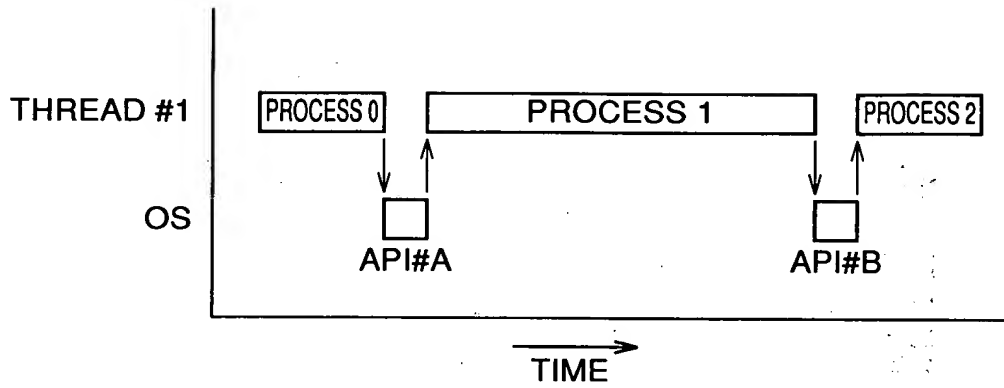 THREAD #1
PROCESS 0
PROCESS 1
PROCESS 2
OS
API#A
API#B
TIME